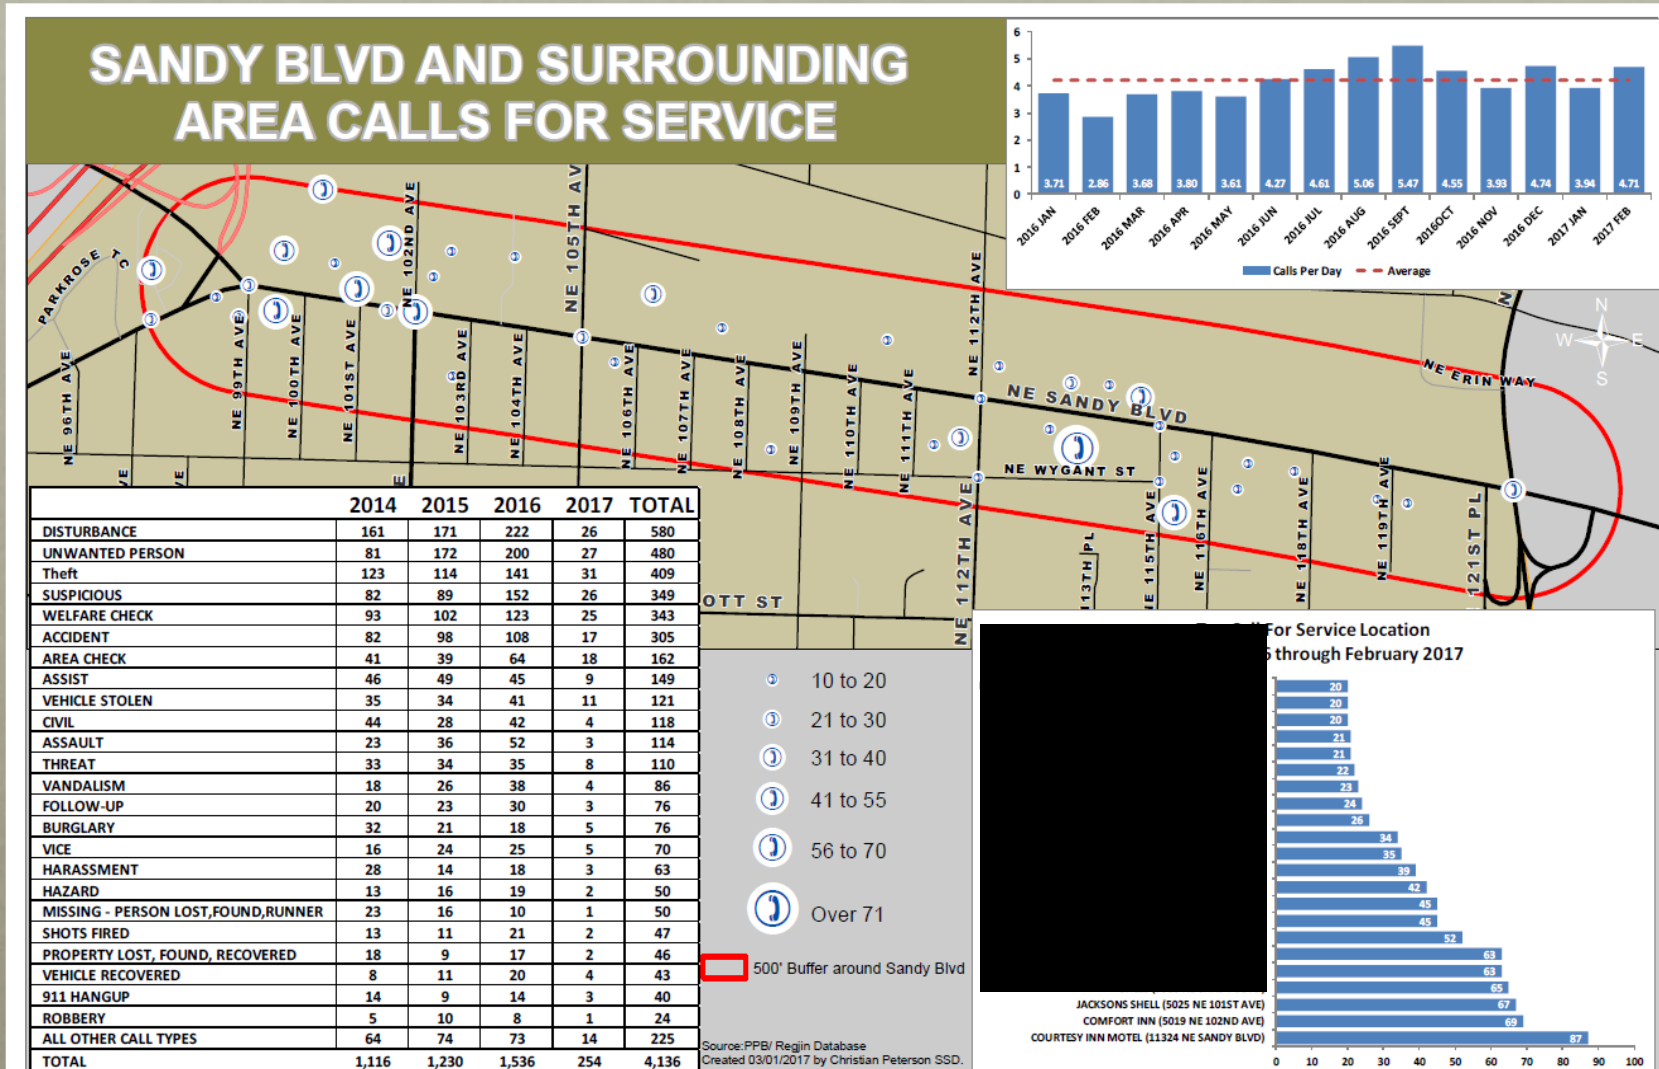 SANDY BLVD AND SURROUNDING
AREA CALLS FOR SERVICE
6
5
4
3
2
1
0
3.71 2.86 3.68 3.80 3.61 4.27 4.61 5.06 5.47 4.55 3.93 4.74 3.94 4.71
2016 JAN 2016 FEB 2016 MAR 2016 APR 2016 MAY 2016 JUN 2016 JUL 2016 AUG 2016 SEPT 2016OCT 2016 NOV 2016 DEC 2017 JAN 2017 FEB
Calls Per Day Average
PARKROSE TC
NE 96TH AVE
NE 99TH AVE
NE 100TH AVE
NE 101ST AVE
NE 102ND AVE
NE 103RD AVE
NE 104TH AVE
NE 105TH AV
NE 106TH AVE
NE 107TH AVE
NE 108TH AVE
NE 109TH AVE
NE 110TH AVE
NE 111TH AVE
NE 112TH AVE
NE 112TH AVE
NE SANDY BLVD
NE WYGANT ST
NE ERIN WAY
113TH PL
NE 115TH AVE
NE 116TH AVE
NE 118TH AVE
NE 119TH AVE
121ST PL
N
W E
S
N
VE
VE
E
OTT ST
2014 2015 2016 2017 TOTAL
DISTURBANCE 161 171 222 26 580
UNWANTED PERSON 81 172 200 27 480
Theft 123 114 141 31 409
SUSPICIOUS 82 89 152 26 349
WELFARE CHECK 93 102 123 25 343
ACCIDENT 82 98 108 17 305
AREA CHECK 41 39 64 18 162
ASSIST 46 49 45 9 149
VEHICLE STOLEN 35 34 41 11 121
CIVIL 44 28 42 4 118
ASSAULT 23 36 52 3 114
THREAT 33 34 35 8 110
VANDALISM 18 26 38 4 86
FOLLOW-UP 20 23 30 3 76
BURGLARY 32 21 18 5 76
VICE 16 24 25 5 70
HARASSMENT 28 14 18 3 63
HAZARD 13 16 19 2 50
MISSING - PERSON LOST,FOUND,RUNNER 23 16 10 1 50
SHOTS FIRED 13 11 21 2 47
PROPERTY LOST, FOUND, RECOVERED 18 9 17 2 46
VEHICLE RECOVERED 8 11 20 4 43
911 HANGUP 14 9 14 3 40
ROBBERY 5 10 8 1 24
ALL OTHER CALL TYPES 64 74 73 14 225
TOTAL 1,116 1,230 1,536 254 4,136
10 to 20
21 to 30
31 to 40
41 to 55
56 to 70
Over 71
500' Buffer around Sandy Blvd
Source:PPB/ Regjin Database
Created 03/01/2017 by Christian Peterson SSD.
For Service Location
through February 2017
20
20
20
21
21
22
23
24
26
34
35
39
42
45
45
52
63
63
65
JACKSONS SHELL (5025 NE 101ST AVE) 67
COMFORT INN (5019 NE 102ND AVE) 69
COURTESY INN MOTEL (11324 NE SANDY BLVD) 87
0 10 20 30 40 50 60 70 80 90 100